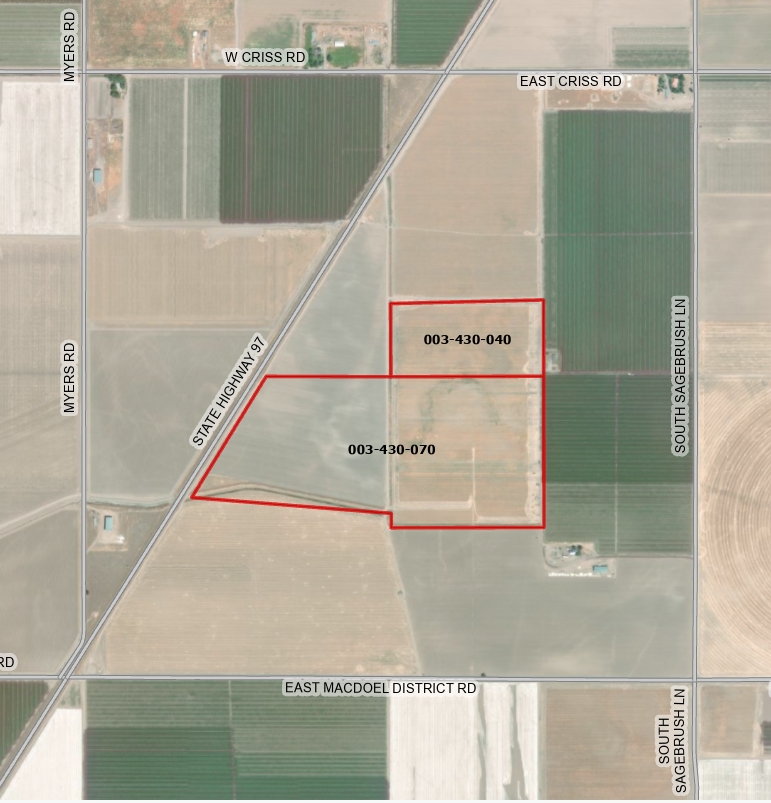 MYERS RD
W CRISS RD
EAST CRISS RD
003-430-040
STATE HIGHWAY 97
MYERS RD
SOUTH SAGEBRUSH LN
003-430-070
RD
EAST MACDOEL DISTRICT RD
SOUTH
SAGEBRUSH LN